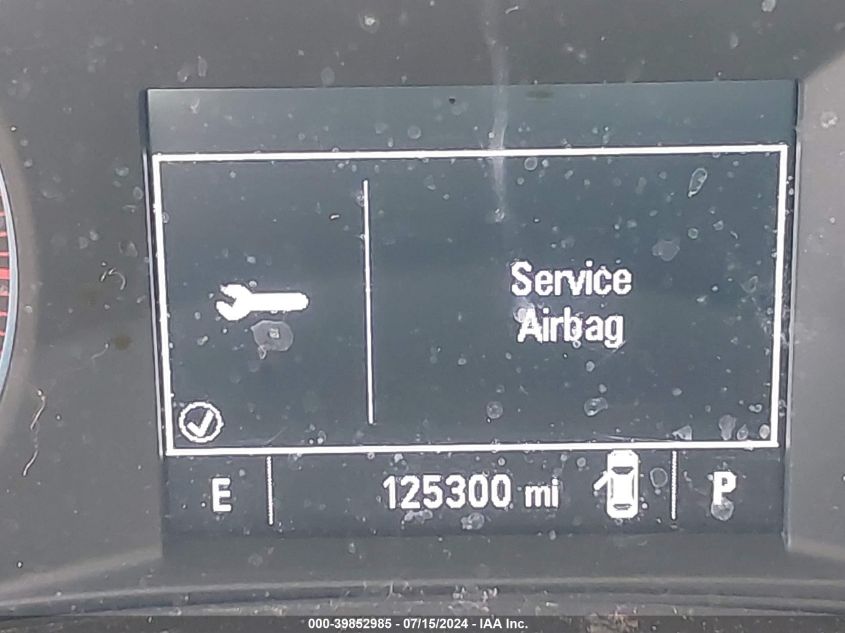 Service
Airbag
E 125300 mi P
000-39852985 - 07/15/2024 - IAA Inc.